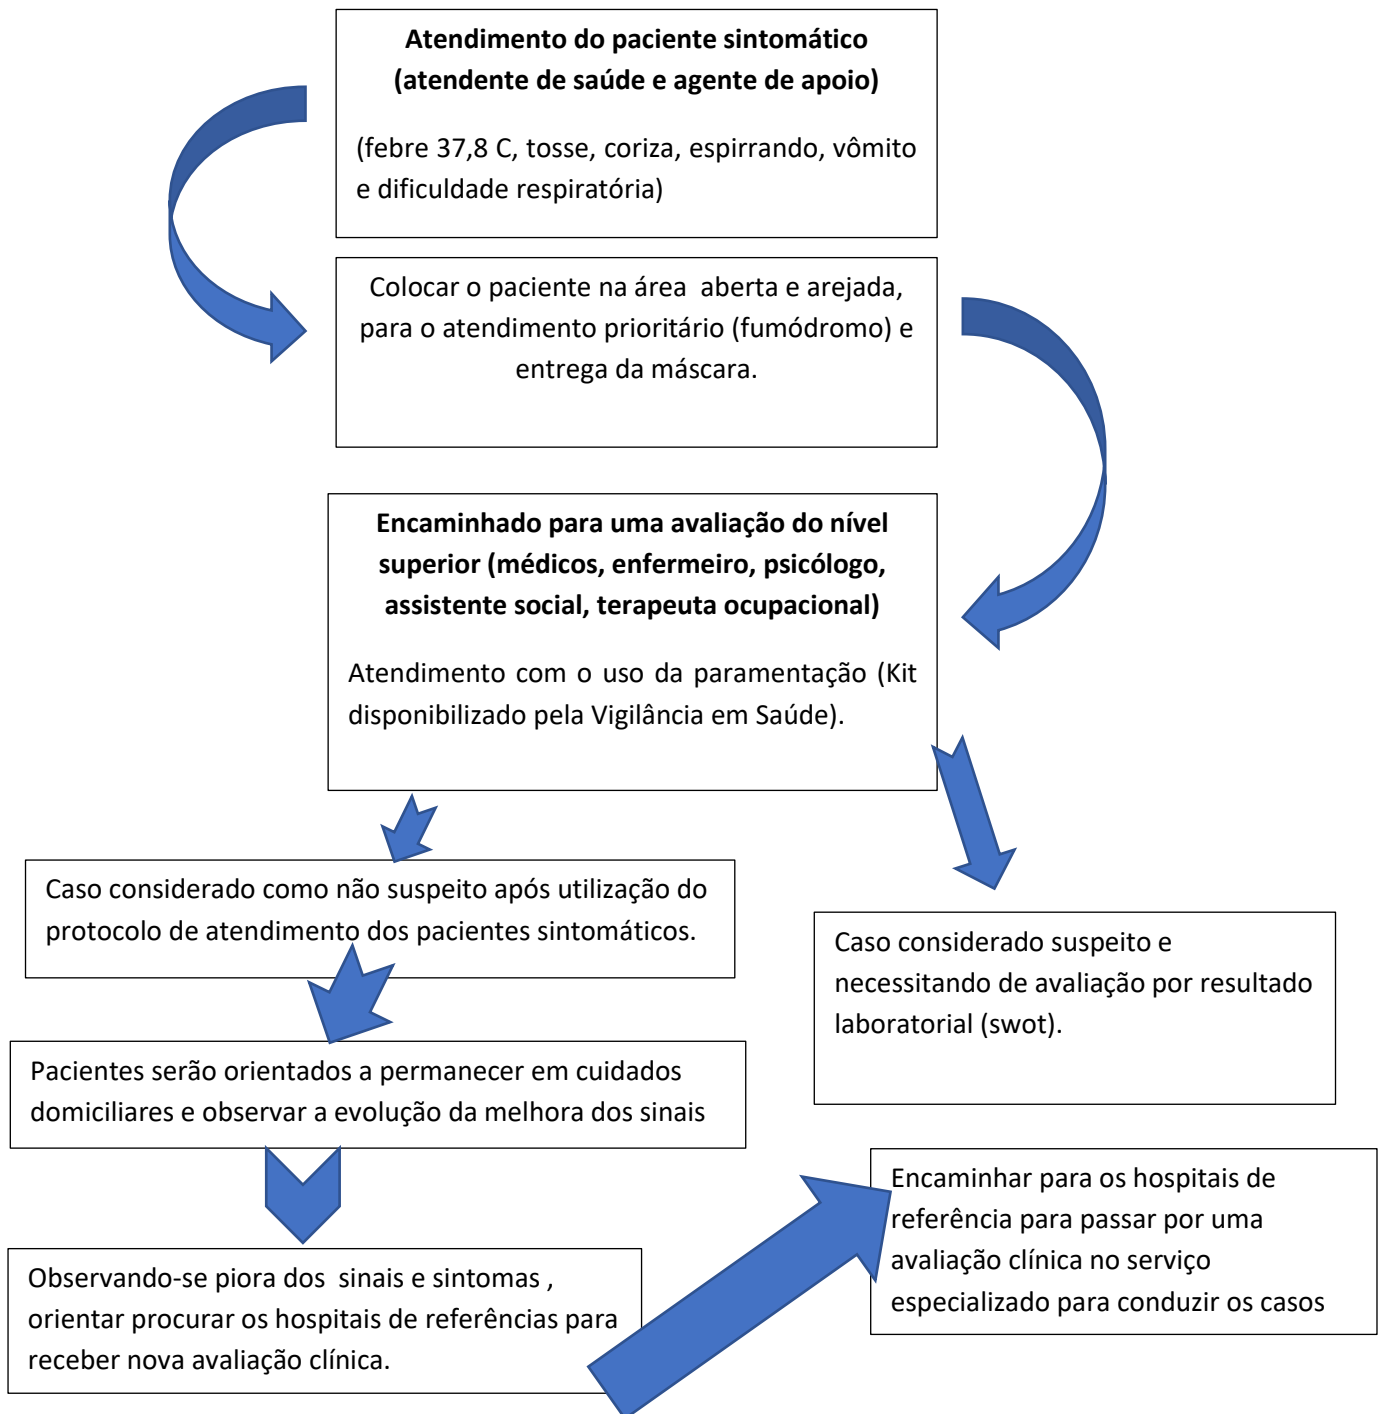 Atendimento do paciente sintomático
(atendente de saúde e agente de apoio)
(febre 37,8 C, tosse, coriza, espirrando, vômito
e dificuldade respiratória)
Colocar o paciente na área aberta e arejada,
para o atendimento prioritário (fumódromo) e
entrega da máscara.
Encaminhado para uma avaliação do nível
superior (médicos, enfermeiro, psicólogo,
assistente social, terapeuta ocupacional)
Atendimento com o uso da paramentação (Kit
disponibilizado pela Vigilância em Saúde).
Caso considerado como não suspeito após utilização do
protocolo de atendimento dos pacientes sintomáticos.
Caso considerado suspeito e
necessitando de avaliação por resultado
laboratorial (swot).
Pacientes serão orientados a permanecer em cuidados
domiciliares e observar a evolução da melhora dos sinais
Encaminhar para os hospitais de
referência para passar por uma
avaliação clínica no serviço
especializado para conduzir os casos
Observando-se piora dos sinais e sintomas ,
orientar procurar os hospitais de referências para
receber nova avaliação clínica.